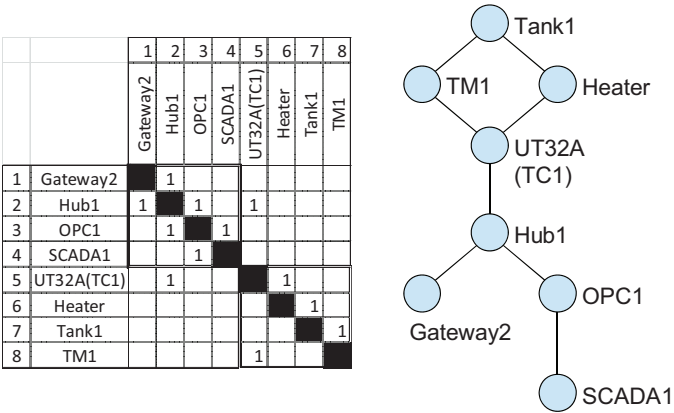 1 2 3 4 5 6 7 8
Gateway2 Hub1 OPC1 SCADA1 UT32A(TC1) Heater Tank1 TM1
1 Gateway2 1
2 Hub1 1 1 1
3 OPC1 1 1
4 SCADA1 1
5 UT32A(TC1) 1 1
6 Heater 1
7 Tank1 1
8 TM1 1
Tank1
TM1 Heater
UT32A
(TC1)
Hub1
OPC1
Gateway2
SCADA1